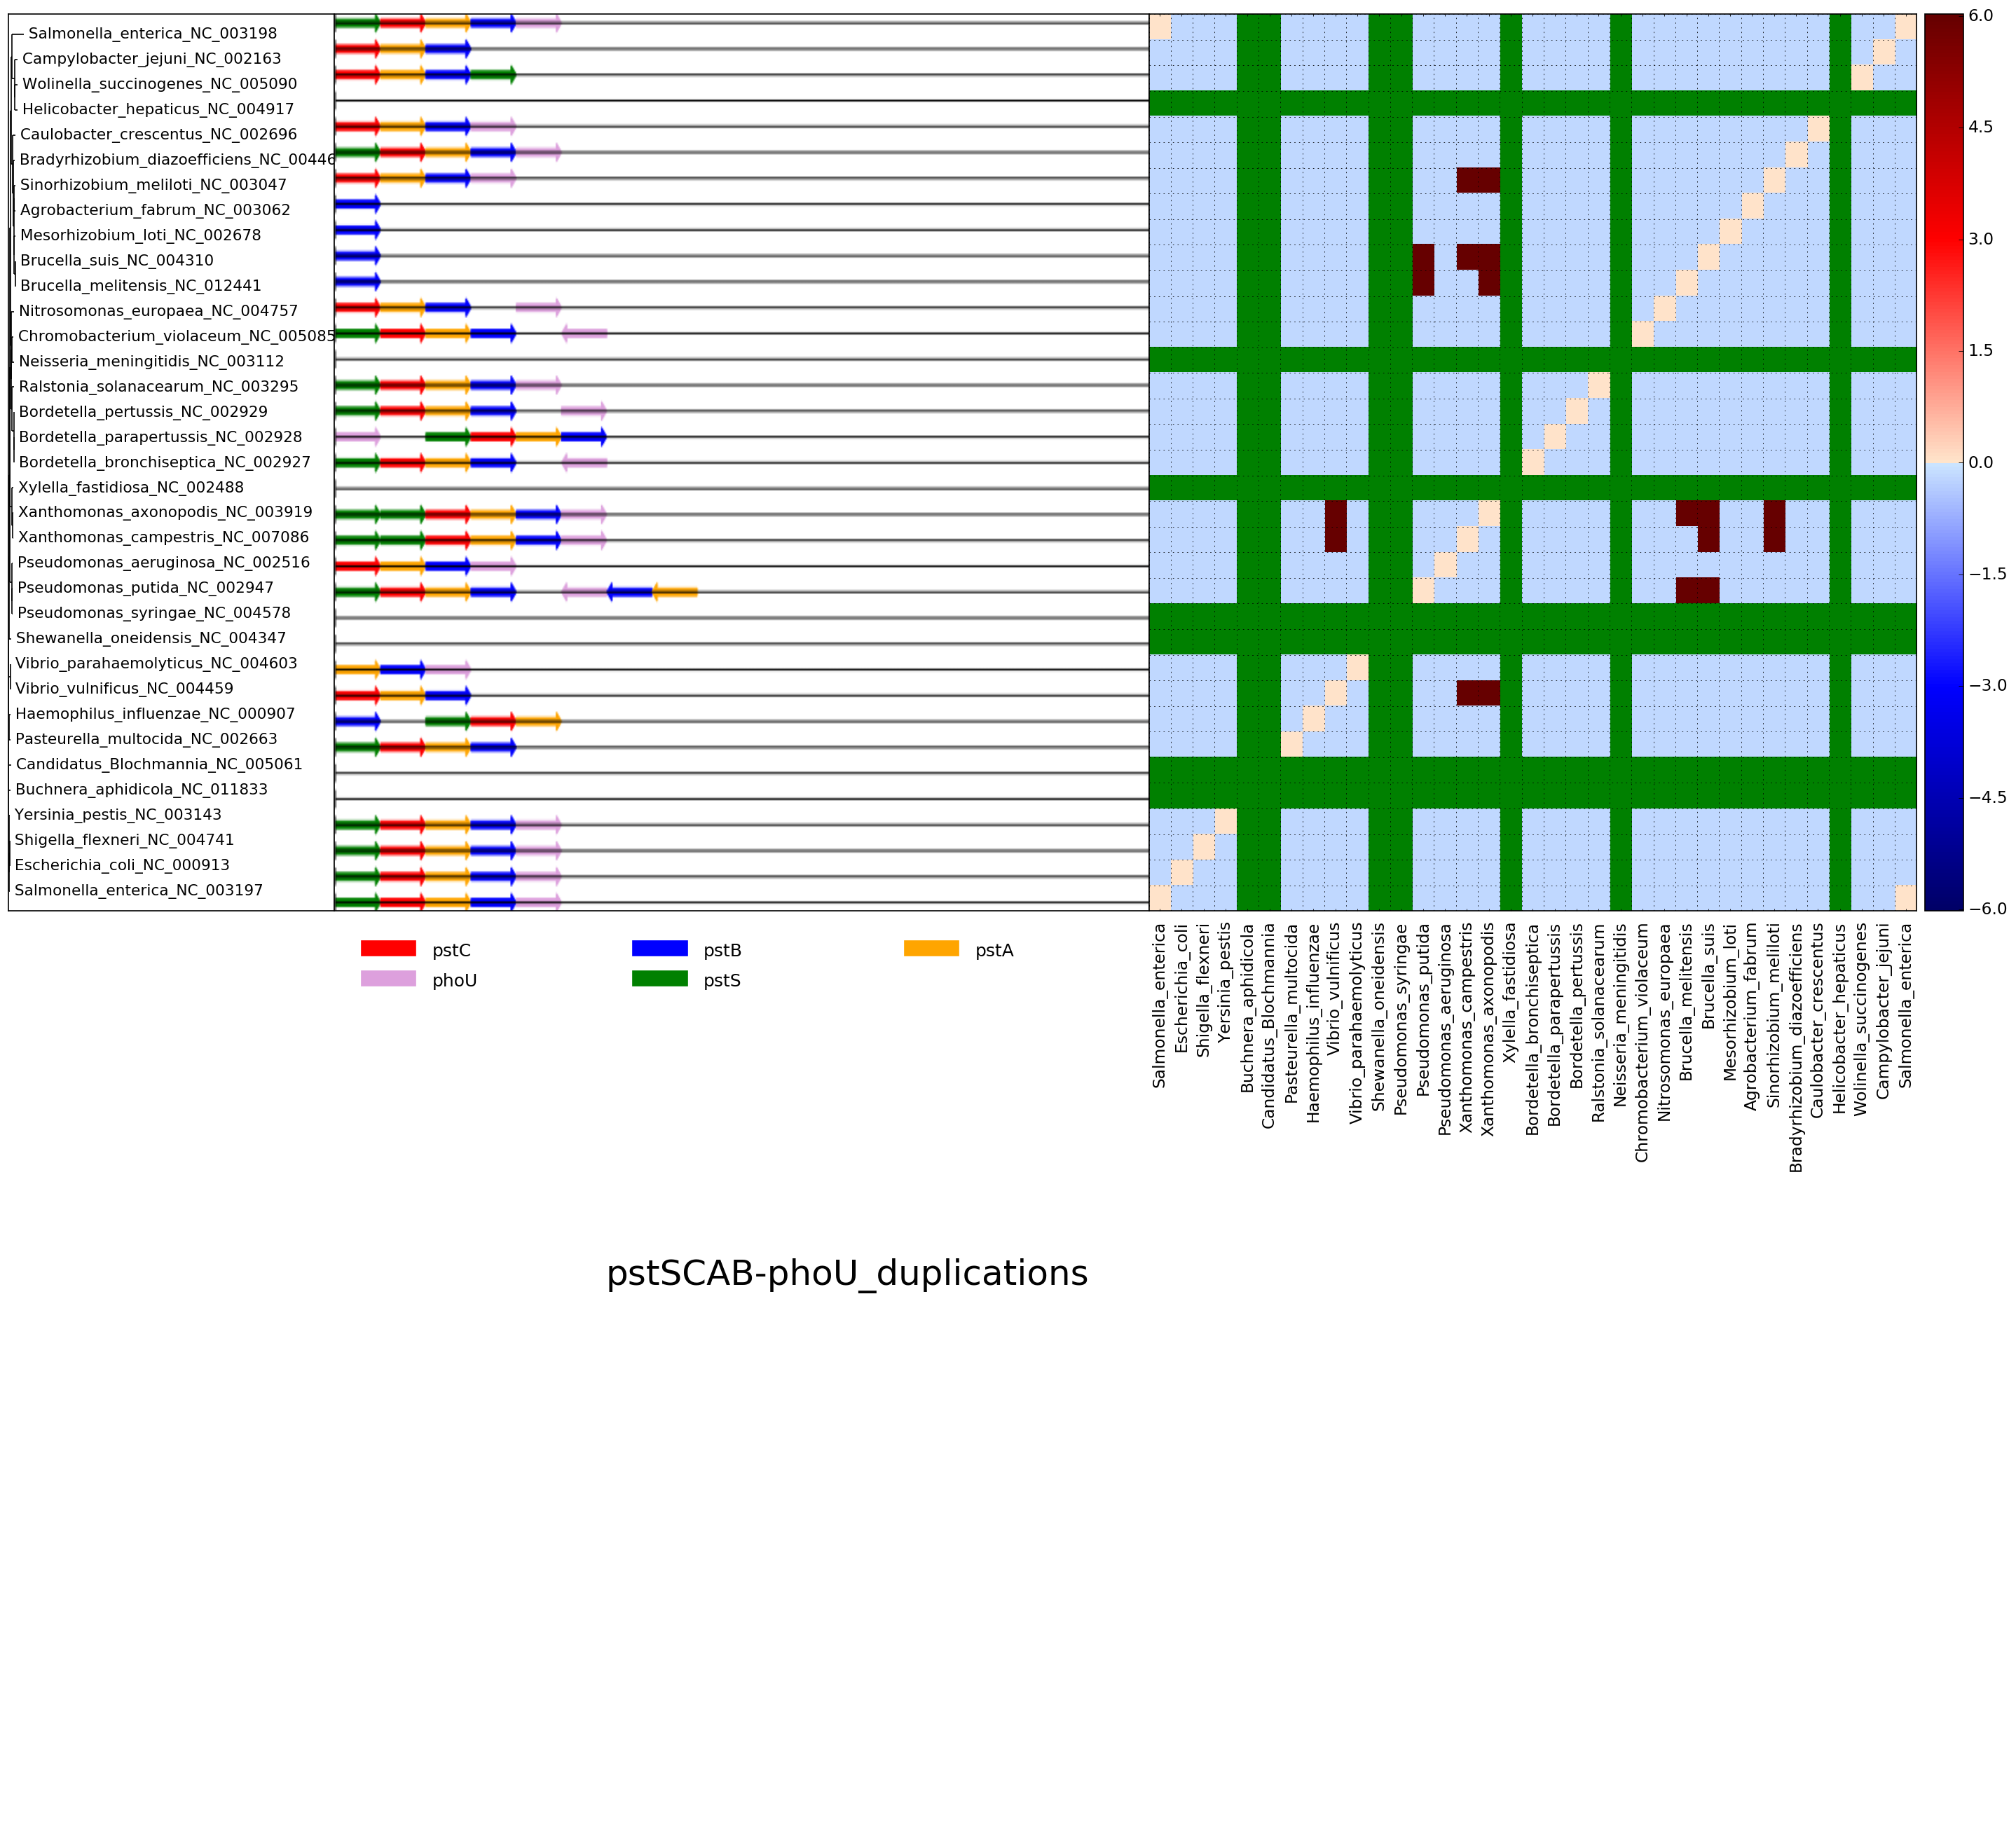 Salmonella_enterica_NC_003198
Campylobacter_jejuni_NC_002163
Wolinella_succinogenes_NC_005090
Helicobacter_hepaticus_NC_004917
Caulobacter_crescentus_NC_002696
Bradyrhizobium_diazoefficiens_NC_00446
Sinorhizobium_meliloti_NC_003047
Agrobacterium_fabrum_NC_003062
Mesorhizobium_loti_NC_002678
Brucella_suis_NC_004310
Brucella_melitensis_NC_012441
Nitrosomonas_europaea_NC_004757
Chromobacterium_violaceum_NC_005085
Neisseria_meningitidis_NC_003112
Ralstonia_solanacearum_NC_003295
Bordetella_pertussis_NC_002929
Bordetella_parapertussis_NC_002928
Bordetella_bronchiseptica_NC_002927
Xylella_fastidiosa_NC_002488
Xanthomonas_axonopodis_NC_003919
Xanthomonas_campestris_NC_007086
Pseudomonas_aeruginosa_NC_002516
Pseudomonas_putida_NC_002947
Pseudomonas_syringae_NC_004578
Shewanella_oneidensis_NC_004347
Vibrio_parahaemolyticus_NC_004603
Vibrio_vulnificus_NC_004459
Haemophilus_influenzae_NC_000907
Pasteurella_multocida_NC_002663
Candidatus_Blochmannia_NC_005061
Buchnera_aphidicola_NC_011833
Yersinia_pestis_NC_003143
Shigella_flexneri_NC_004741
Escherichia_coli_NC_000913
Salmonella_enterica_NC_003197
6.0
4.5
3.0
1.5
0.0
−1.5
−3.0
−4.5
−6.0
pstC
pstB
pstA
phoU
pstS
Salmonella_enterica
Escherichia_coli
Shigella_flexneri
Yersinia_pestis
Buchnera_aphidicola
Candidatus_Blochmannia
Pasteurella_multocida
Haemophilus_influenzae
Vibrio_vulnificus
Vibrio_parahaemolyticus
Shewanella_oneidensis
Pseudomonas_syringae
Pseudomonas_putida
Pseudomonas_aeruginosa
Xanthomonas_campestris
Xanthomonas_axonopodis
Xylella_fastidiosa
Bordetella_bronchiseptica
Bordetella_parapertussis
Bordetella_pertussis
Ralstonia_solanacearum
Neisseria_meningitidis
Chromobacterium_violaceum
Nitrosomonas_europaea
Brucella_melitensis
Brucella_suis
Mesorhizobium_loti
Agrobacterium_fabrum
Sinorhizobium_meliloti
Bradyrhizobium_diazoefficiens
Caulobacter_crescentus
Helicobacter_hepaticus
Wolinella_succinogenes
Campylobacter_jejuni
Salmonella_enterica
pstSCAB-phoU_duplications